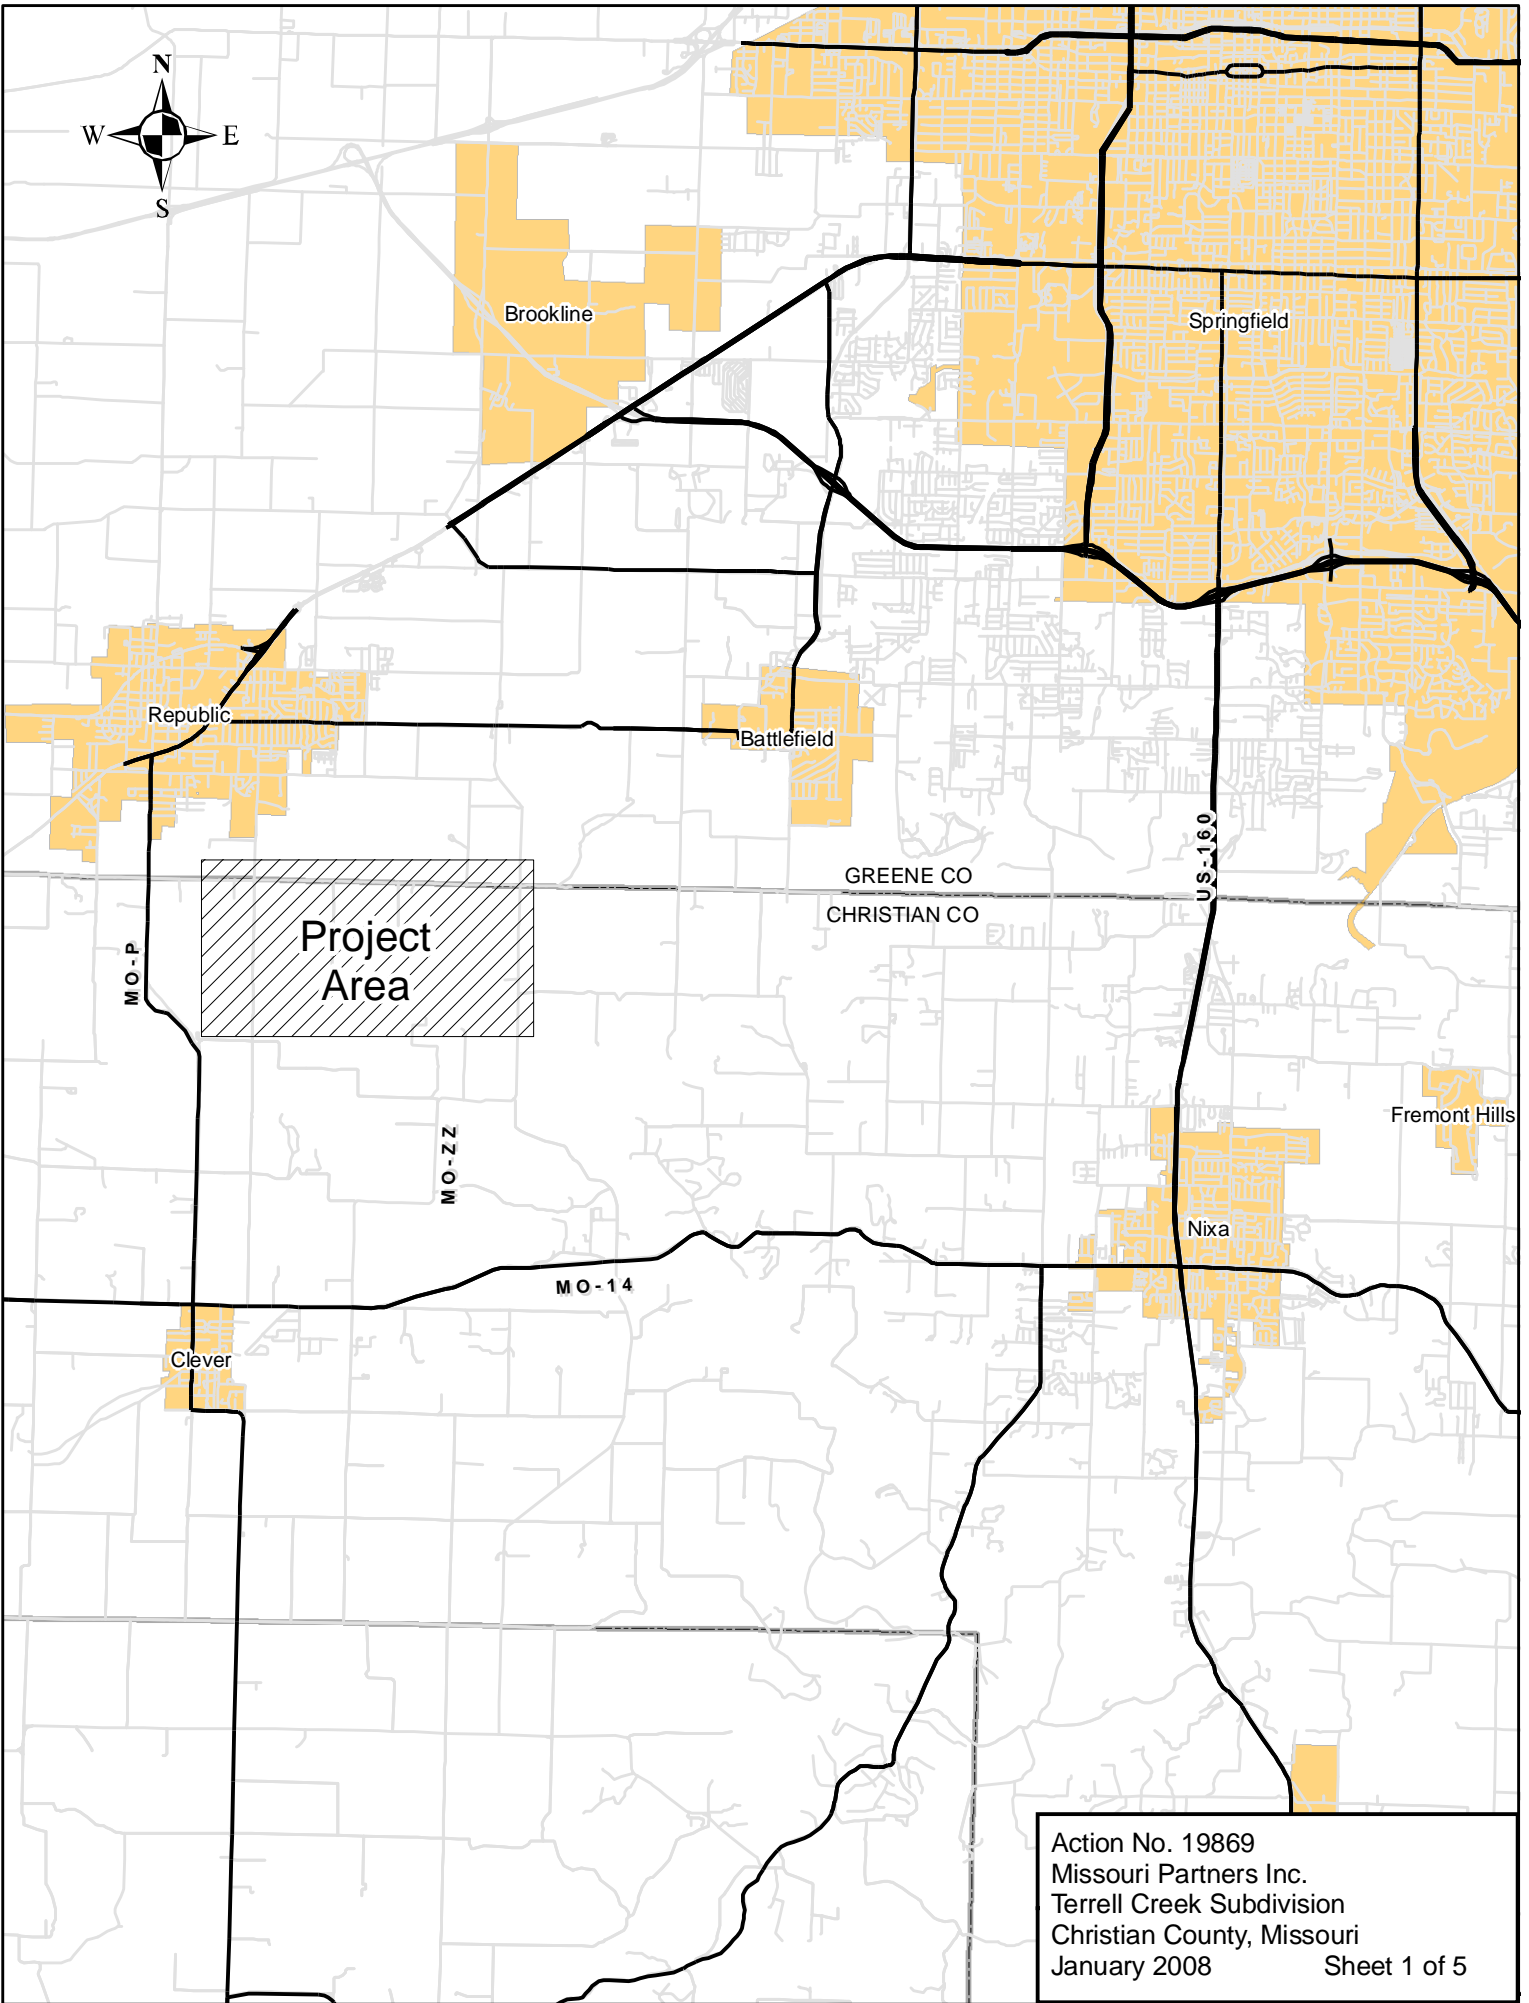 N
W E
S
Brookline
Springfield
Republic
Battlefield
US-160
GREENE CO
CHRISTIAN CO
Project
Area
MO-P
MO-ZZ
Fremont Hills
Nixa
MO-14
Clever
Action No. 19869
Missouri Partners Inc.
Terrell Creek Subdivision
Christian County, Missouri
January 2008 Sheet 1 of 5